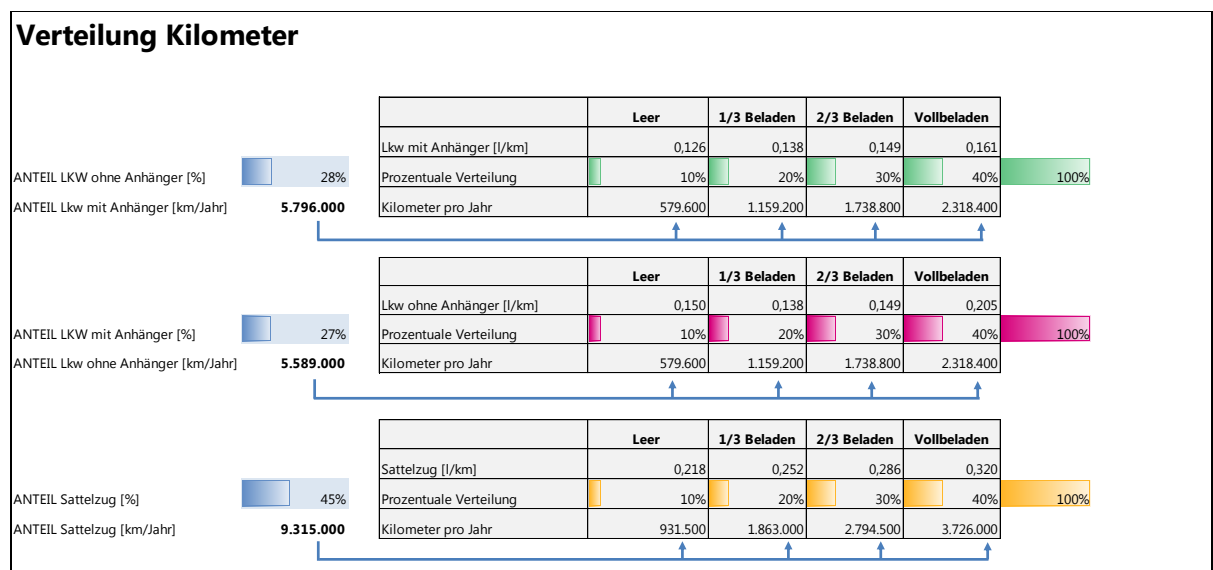 Verteilung Kilometer
Leer 1/3 Beladen 2/3 Beladen Vollbeladen
Lkw mit Anhänger [l/km] 0,126 0,138 0,149 0,161
ANTEIL LKW ohne Anhänger [%] 28% Prozentuale Verteilung 10% 20% 30% 40% 100%
ANTEIL Lkw mit Anhänger [km/Jahr] 5.796.000 Kilometer pro Jahr 579.600 1.159.200 1.738.800 2.318.400
Leer 1/3 Beladen 2/3 Beladen Vollbeladen
Lkw ohne Anhänger [l/km] 0,150 0,138 0,149 0,205
ANTEIL LKW mit Anhänger [%] 27% Prozentuale Verteilung 10% 20% 30% 40% 100%
ANTEIL Lkw ohne Anhänger [km/Jahr] 5.589.000 Kilometer pro Jahr 579.600 1.159.200 1.738.800 2.318.400
Leer 1/3 Beladen 2/3 Beladen Vollbeladen
Sattelzug [l/km] 0,218 0,252 0,286 0,320
ANTEIL Sattelzug [%] 45% Prozentuale Verteilung 10% 20% 30% 40% 100%
ANTEIL Sattelzug [km/Jahr] 9.315.000 Kilometer pro Jahr 931.500 1.863.000 2.794.500 3.726.000